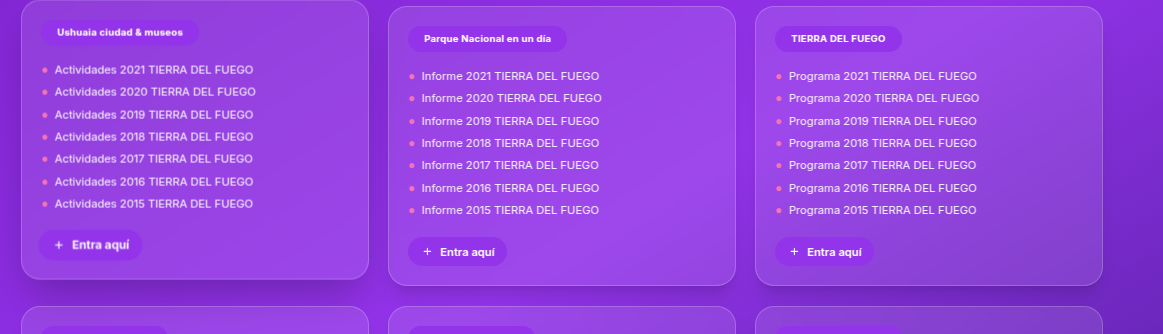 Ushuaia ciudad & museos
Actividades 2021 TIERRA DEL FUEGO
Actividades 2020 TIERRA DEL FUEGO
Actividades 2019 TIERRA DEL FUEGO
Actividades 2018 TIERRA DEL FUEGO
Actividades 2017 TIERRA DEL FUEGO
Actividades 2016 TIERRA DEL FUEGO
Actividades 2015 TIERRA DEL FUEGO
+ Entra aquí
Parque Nacional en un día
Informe 2021 TIERRA DEL FUEGO
Informe 2020 TIERRA DEL FUEGO
Informe 2019 TIERRA DEL FUEGO
Informe 2018 TIERRA DEL FUEGO
Informe 2017 TIERRA DEL FUEGO
Informe 2016 TIERRA DEL FUEGO
Informe 2015 TIERRA DEL FUEGO
+ Entra aquí
TIERRA DEL FUEGO
Programa 2021 TIERRA DEL FUEGO
Programa 2020 TIERRA DEL FUEGO
Programa 2019 TIERRA DEL FUEGO
Programa 2018 TIERRA DEL FUEGO
Programa 2017 TIERRA DEL FUEGO
Programa 2016 TIERRA DEL FUEGO
Programa 2015 TIERRA DEL FUEGO
+ Entra aquí